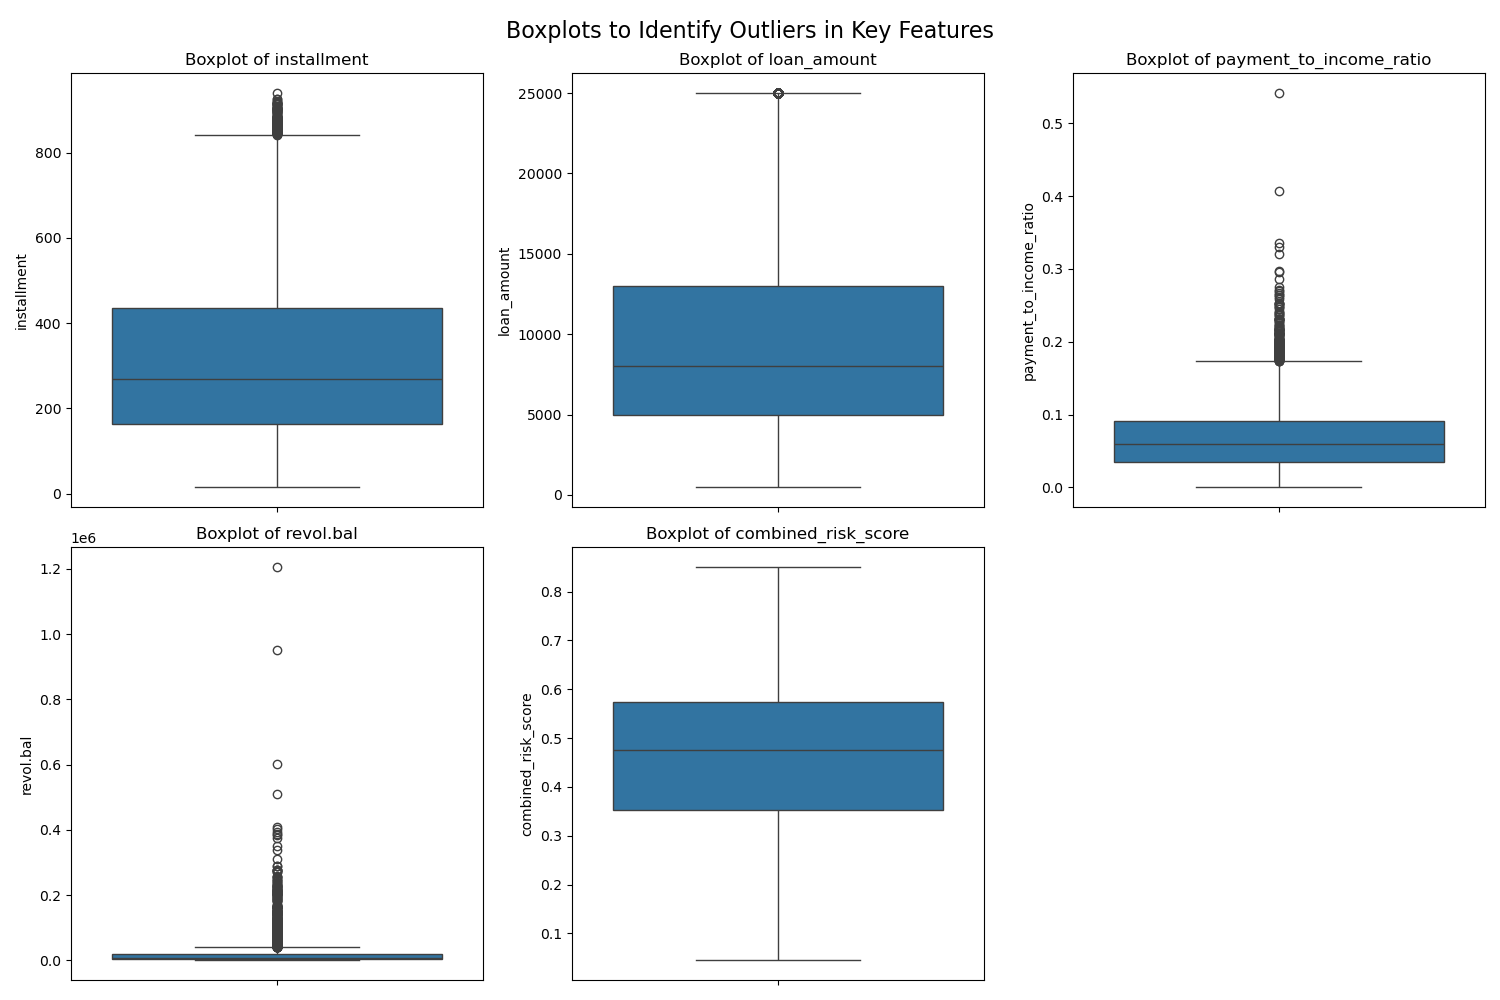 Boxplots to Identify Outliers in Key Features
Boxplot of installment
installment
800
600
400
200
0
Boxplot of loan_amount
loan_amount
25000
20000
15000
10000
5000
0
Boxplot of payment_to_income_ratio
payment_to_income_ratio
0.5
0.4
0.3
0.2
0.1
0.0
Boxplot of revol.bal
1e6
revol.bal
1.2
1.0
0.8
0.6
0.4
0.2
0.0
Boxplot of combined_risk_score
combined_risk_score
0.8
0.7
0.6
0.5
0.4
0.3
0.2
0.1